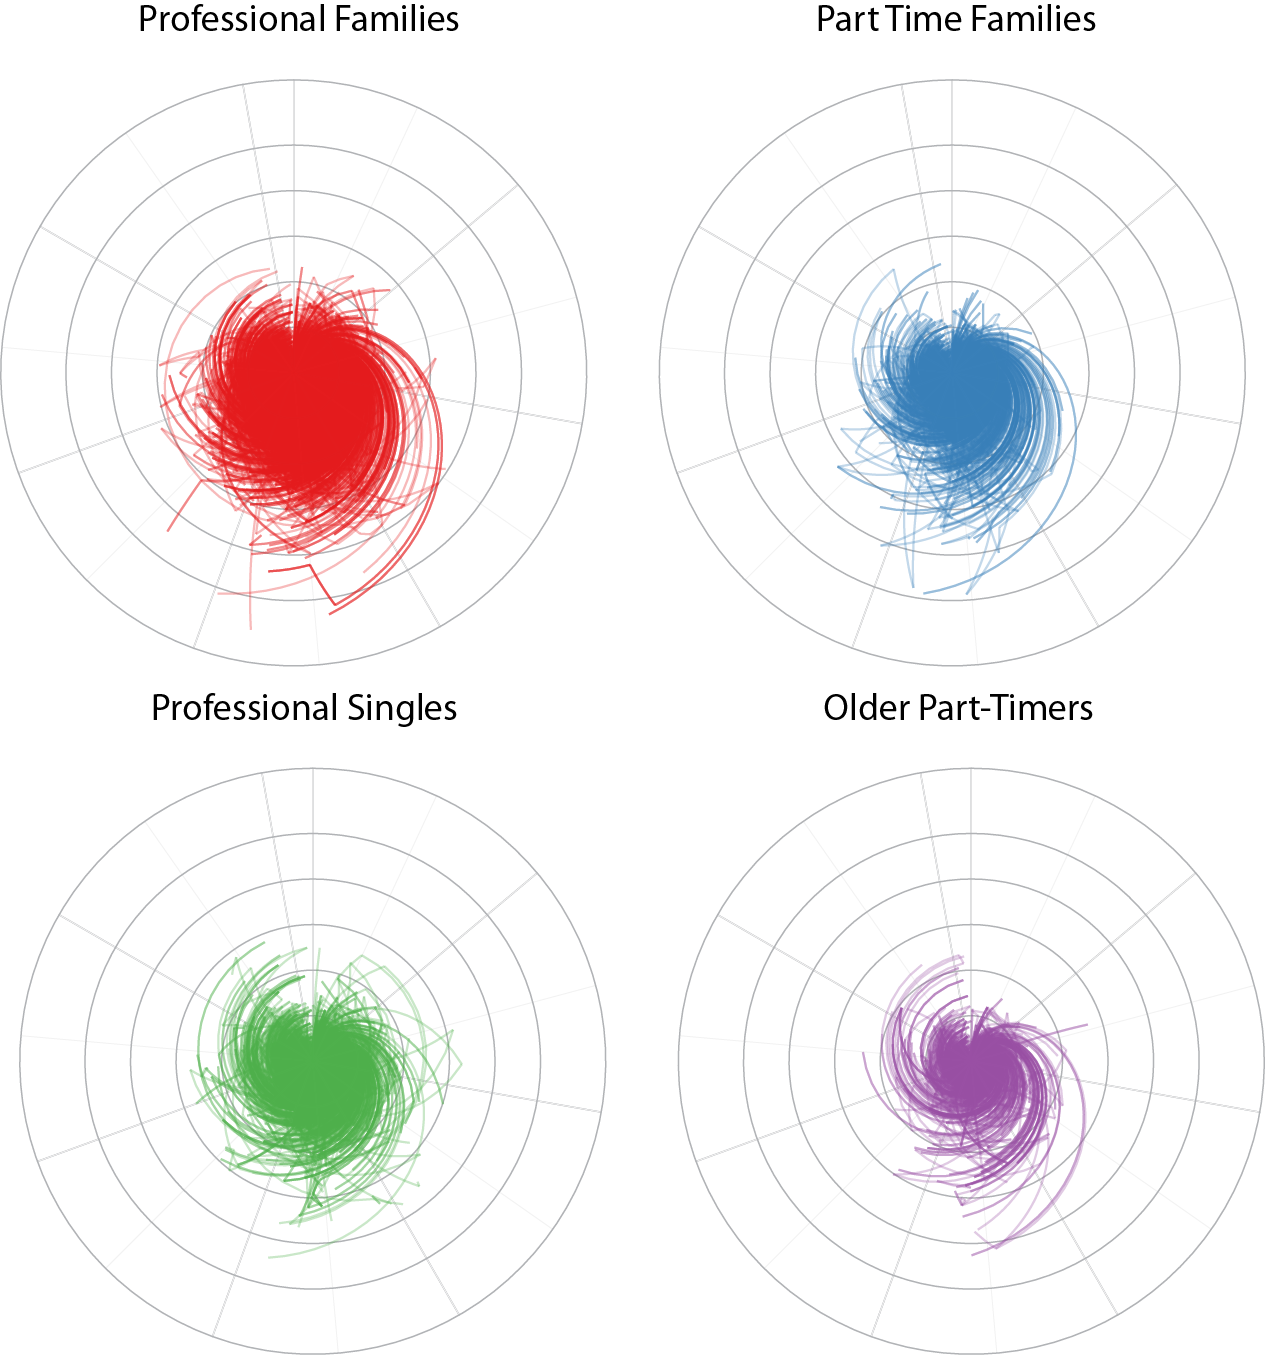 Professional Families
Part Time Families
Professional Singles
Older Part-Timers